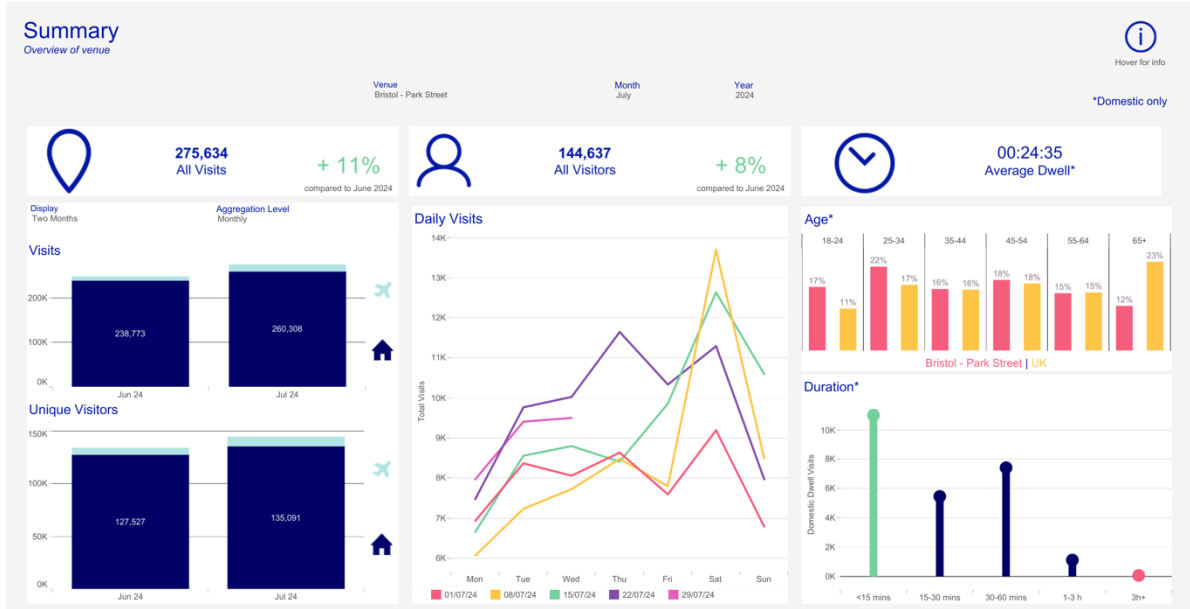 Summary
Overview of venue
Hover for info
Venue
Bristol - Park Street
Month
July
Year
2024
*Domestic only
275,634
All Visits
+ 11%
compared to June 2024
144,637
All Visitors
+ 8%
compared to June 2024
00:24:35
Average Dwell*
Display
Two Months
Aggregation Level
Monthly
Visits
200K
100K
0K
238,773
260,308
Jun 24
Jul 24
Unique Visitors
150K
100K
50K
0K
127,527
135,091
Jun 24
Jul 24
Daily Visits
Total Visits
14K
13K
12K
11K
10K
9K
8K
7K
6K
Mon Tue Wed Thu Fri Sat Sun
01/07/24 08/07/24 15/07/24 22/07/24 29/07/24
Age*
18-24 25-34 35-44 45-54 55-64 65+
17% 11% 22% 17% 16% 16% 18% 18% 15% 15% 12% 23%
Bristol - Park Street | UK
Duration*
Domestic Dwell Visits
10K
8K
6K
4K
2K
0K
<15 mins 15-30 mins 30-60 mins 1-3 h 3h+